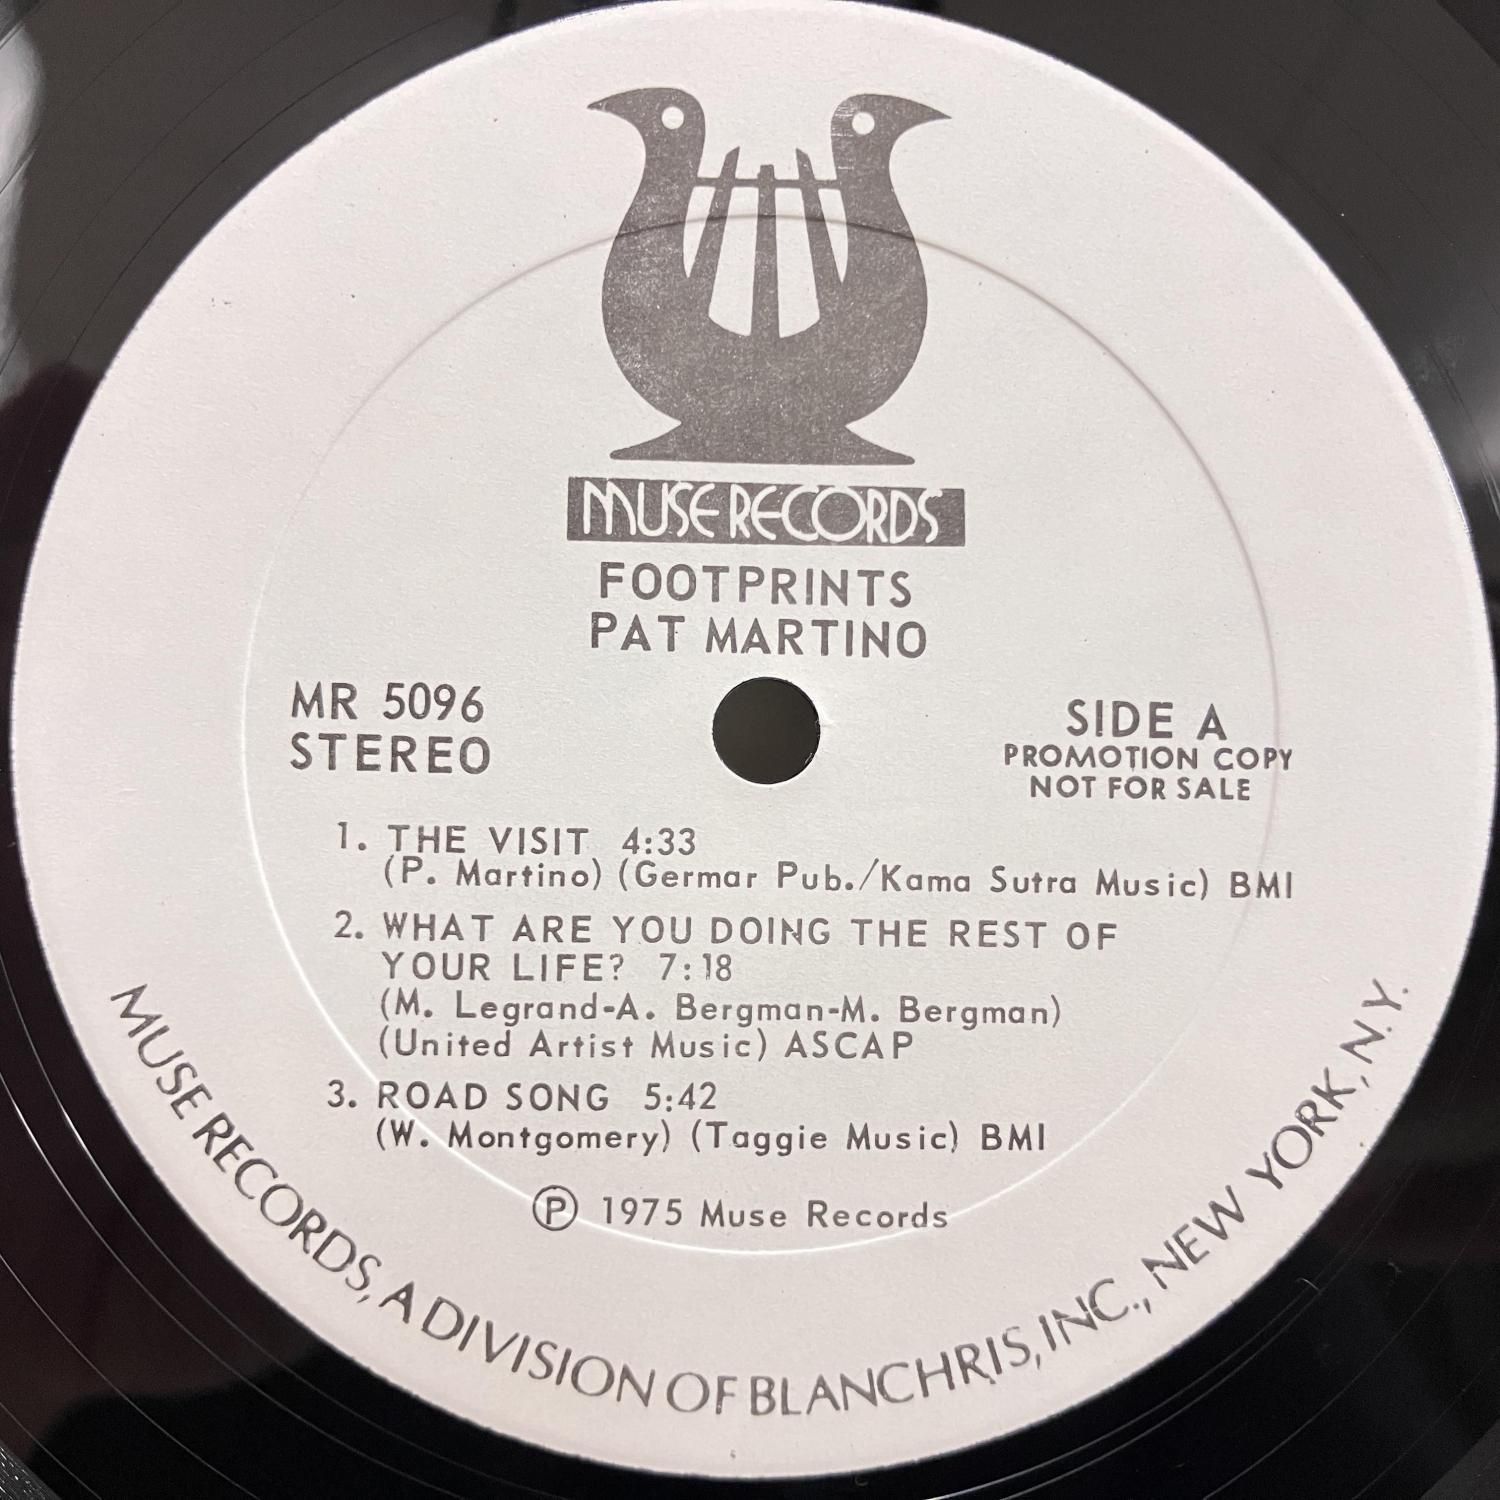 MUSE RECORDS
FOOTPRINTS
PAT MARTINO
MR 5096
STEREO
SIDE A
PROMOTION COPY
NOT FOR SALE
1. THE VISIT 4:33
(P. Martino) (Germar Pub./Kama Sutra Music) BMI
2. WHAT ARE YOU DOING THE REST OF
YOUR LIFE? 7:18
(M. Legrand-A. Bergman-M. Bergman)
(United Artist Music) ASCAP
3. ROAD SONG 5:42
(W. Montgomery) (Taggie Music) BMI
Ⓟ 1975 Muse Records
MUSE RECORDS, A DIVISION OF BLANCHRIS, INC., NEW YORK, N.Y.